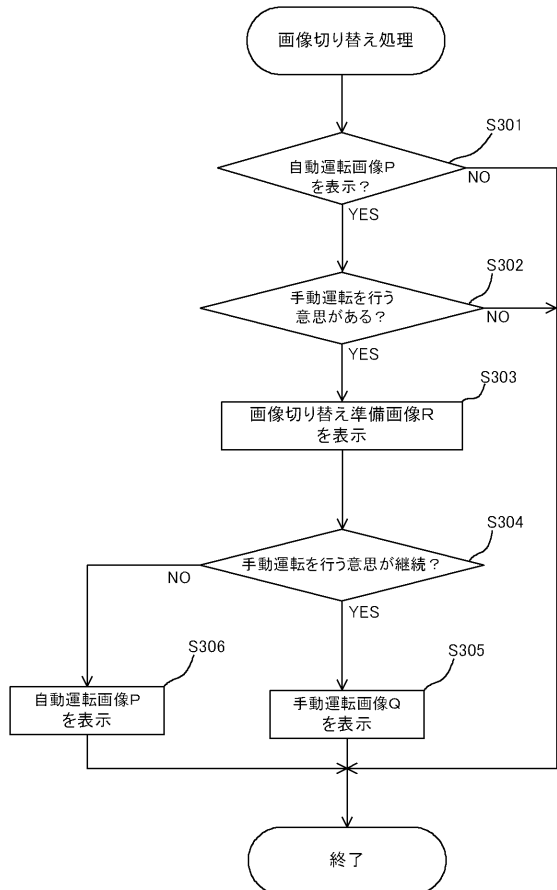 画像切り替え処理
S301
自動運転画像P
を表示?
NO
YES
S302
手動運転を行う
意思がある?
NO
YES
S303
画像切り替え準備画像R
を表示
S304
手動運転を行う意思が継続?
NO
YES
S306
S305
自動運転画像P
を表示
手動運転画像Q
を表示
終了